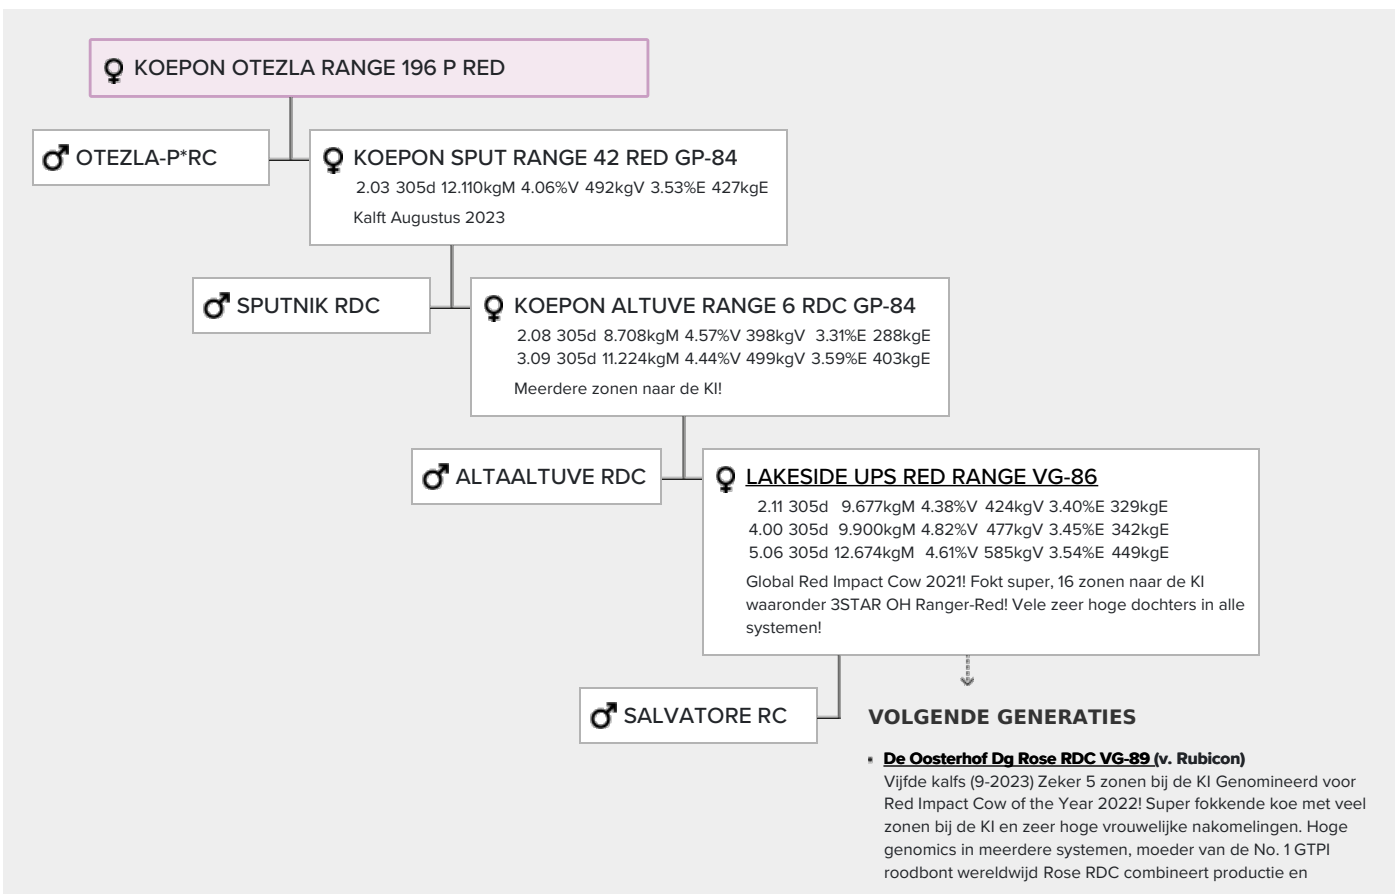 KOEPON OTEZLA RANGE 196 P RED
OTEZLA-P*RC
KOEPON SPUT RANGE 42 RED GP-84
2.03 305d 12.110kgM 4.06%V 492kgV 3.53%E 427kgE
Kalft Augustus 2023
SPUTNIK RDC
KOEPON ALTUVE RANGE 6 RDC GP-84
2.08 305d 8.708kgM 4.57%V 398kgV 3.31%E 288kgE
3.09 305d 11.224kgM 4.44%V 499kgV 3.59%E 403kgE
Meerdere zonen naar de KI!
ALTAALTUVE RDC
LAKESIDE UPS RED RANGE VG-86
2.11 305d 9.677kgM 4.38%V 424kgV 3.40%E 329kgE
4.00 305d 9.900kgM 4.82%V 477kgV 3.45%E 342kgE
5.06 305d 12.674kgM 4.61%V 585kgV 3.54%E 449kgE
Global Red Impact Cow 2021! Fokt super, 16 zonen naar de KI
waaronder 3STAR OH Ranger-Red! Vele zeer hoge dochters in alle
systemen!
SALVATORE RC
VOLGENDE GENERATIES
▪ De Oosterhof Dg Rose RDC VG-89 (v. Rubicon)
Vijfde kalfs (9-2023) Zeker 5 zonen bij de KI Genomineerd voor
Red Impact Cow of the Year 2022! Super fokkende koe met veel
zonen bij de KI en zeer hoge vrouwelijke nakomelingen. Hoge
genomics in meerdere systemen, moeder van de No. 1 GTPI
roodbont wereldwijd Rose RDC combineert productie en